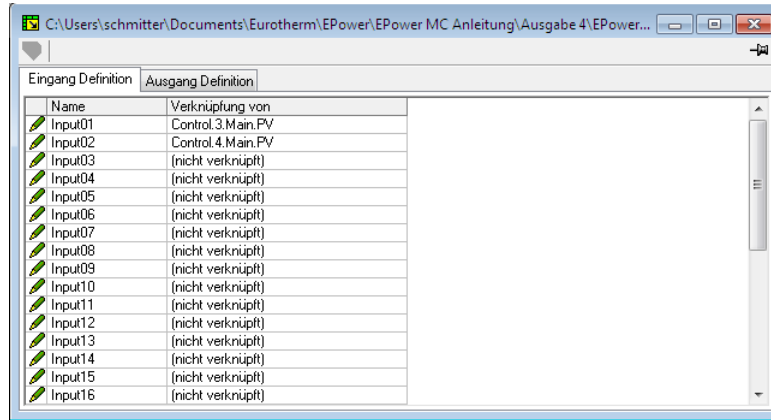 C:\Users\schmitter\Documents\Eurotherm\EPower\EPower MC Anleitung\Ausgabe 4\EPower...
Eingang Definition Ausgang Definition
Name Verknüpfung von
Input01 Control.3.Main.PV
Input02 Control.4.Main.PV
Input03 (nicht verknüpft)
Input04 (nicht verknüpft)
Input05 (nicht verknüpft)
Input06 (nicht verknüpft)
Input07 (nicht verknüpft)
Input08 (nicht verknüpft)
Input09 (nicht verknüpft)
Input10 (nicht verknüpft)
Input11 (nicht verknüpft)
Input12 (nicht verknüpft)
Input13 (nicht verknüpft)
Input14 (nicht verknüpft)
Input15 (nicht verknüpft)
Input16 (nicht verknüpft)